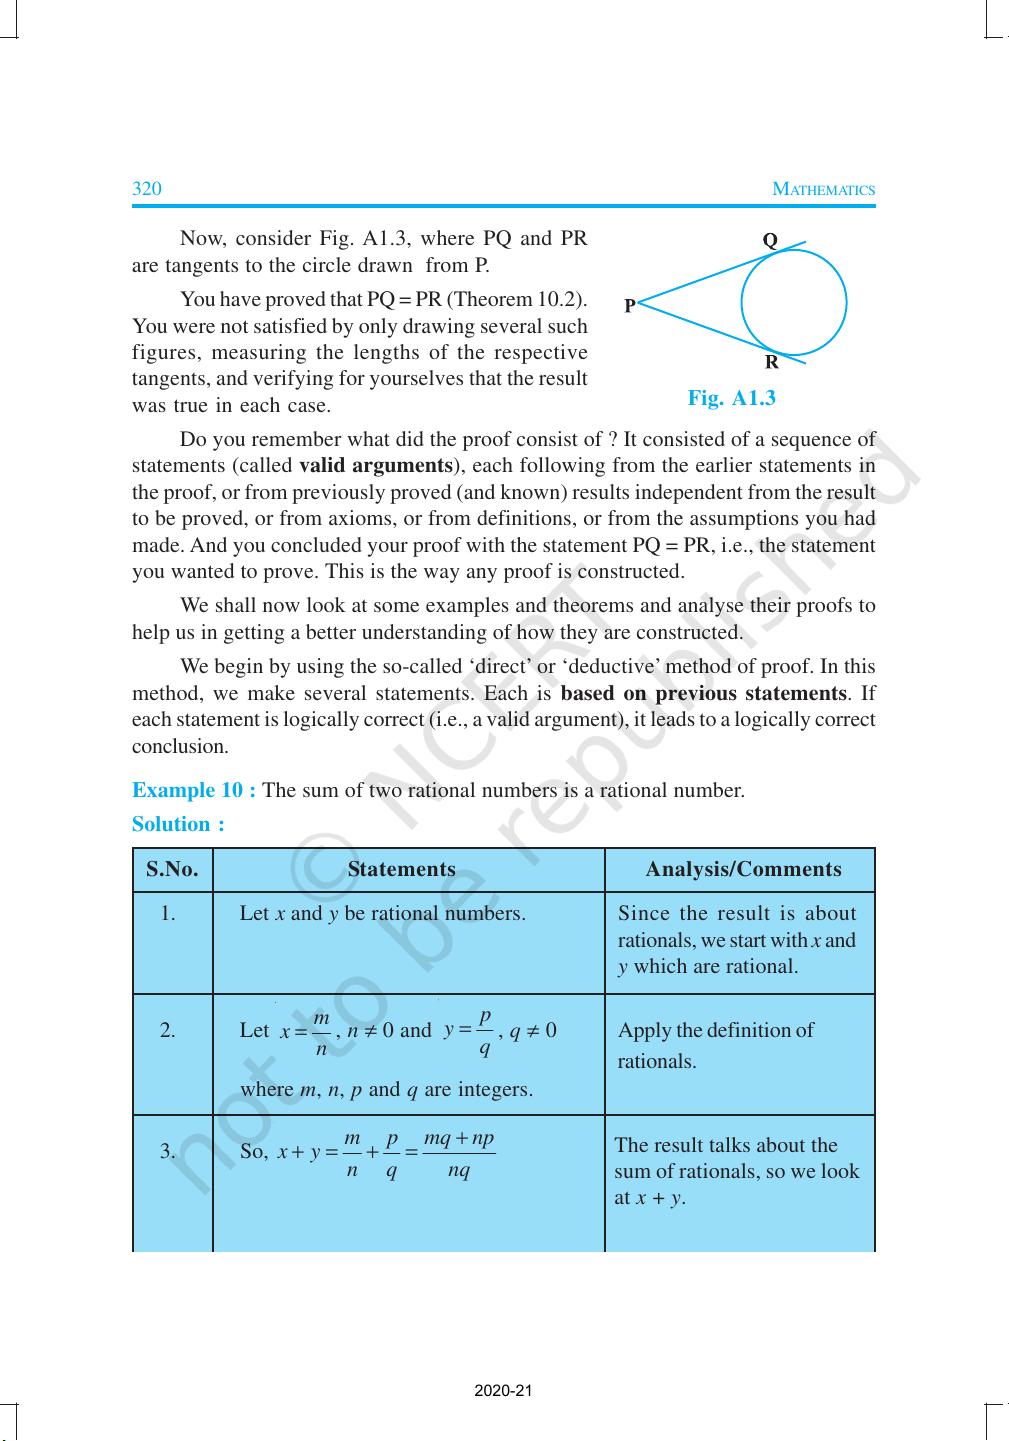 320 MATHEMATICS
Now, consider Fig. A1.3, where PQ and PR
are tangents to the circle drawn from P.
You have proved that PQ = PR (Theorem 10.2).
You were not satisfied by only drawing several such
figures, measuring the lengths of the respective
tangents, and verifying for yourselves that the result
was true in each case.
Q
P
R
Fig. A1.3
Do you remember what did the proof consist of ? It consisted of a sequence of
statements (called valid arguments), each following from the earlier statements in
the proof, or from previously proved (and known) results independent from the result
to be proved, or from axioms, or from definitions, or from the assumptions you had
made. And you concluded your proof with the statement PQ = PR, i.e., the statement
you wanted to prove. This is the way any proof is constructed.
We shall now look at some examples and theorems and analyse their proofs to
help us in getting a better understanding of how they are constructed.
We begin by using the so-called ‘direct’ or ‘deductive’ method of proof. In this
method, we make several statements. Each is based on previous statements. If
each statement is logically correct (i.e., a valid argument), it leads to a logically correct
conclusion.
Example 10 : The sum of two rational numbers is a rational number.
Solution :
S.No. Statements Analysis/Comments
1. Let x and y be rational numbers.
Since the result is about
rationals, we start with x and
y which are rational.
2. Let x = m/n , n ≠ 0 and y = p/q , q ≠ 0
where m, n, p and q are integers.
Apply the definition of
rationals.
3. So, x + y = m/n + p/q = (mq + np)/nq
The result talks about the
sum of rationals, so we look
at x + y.
© NCERT
not to be republished
2020-21